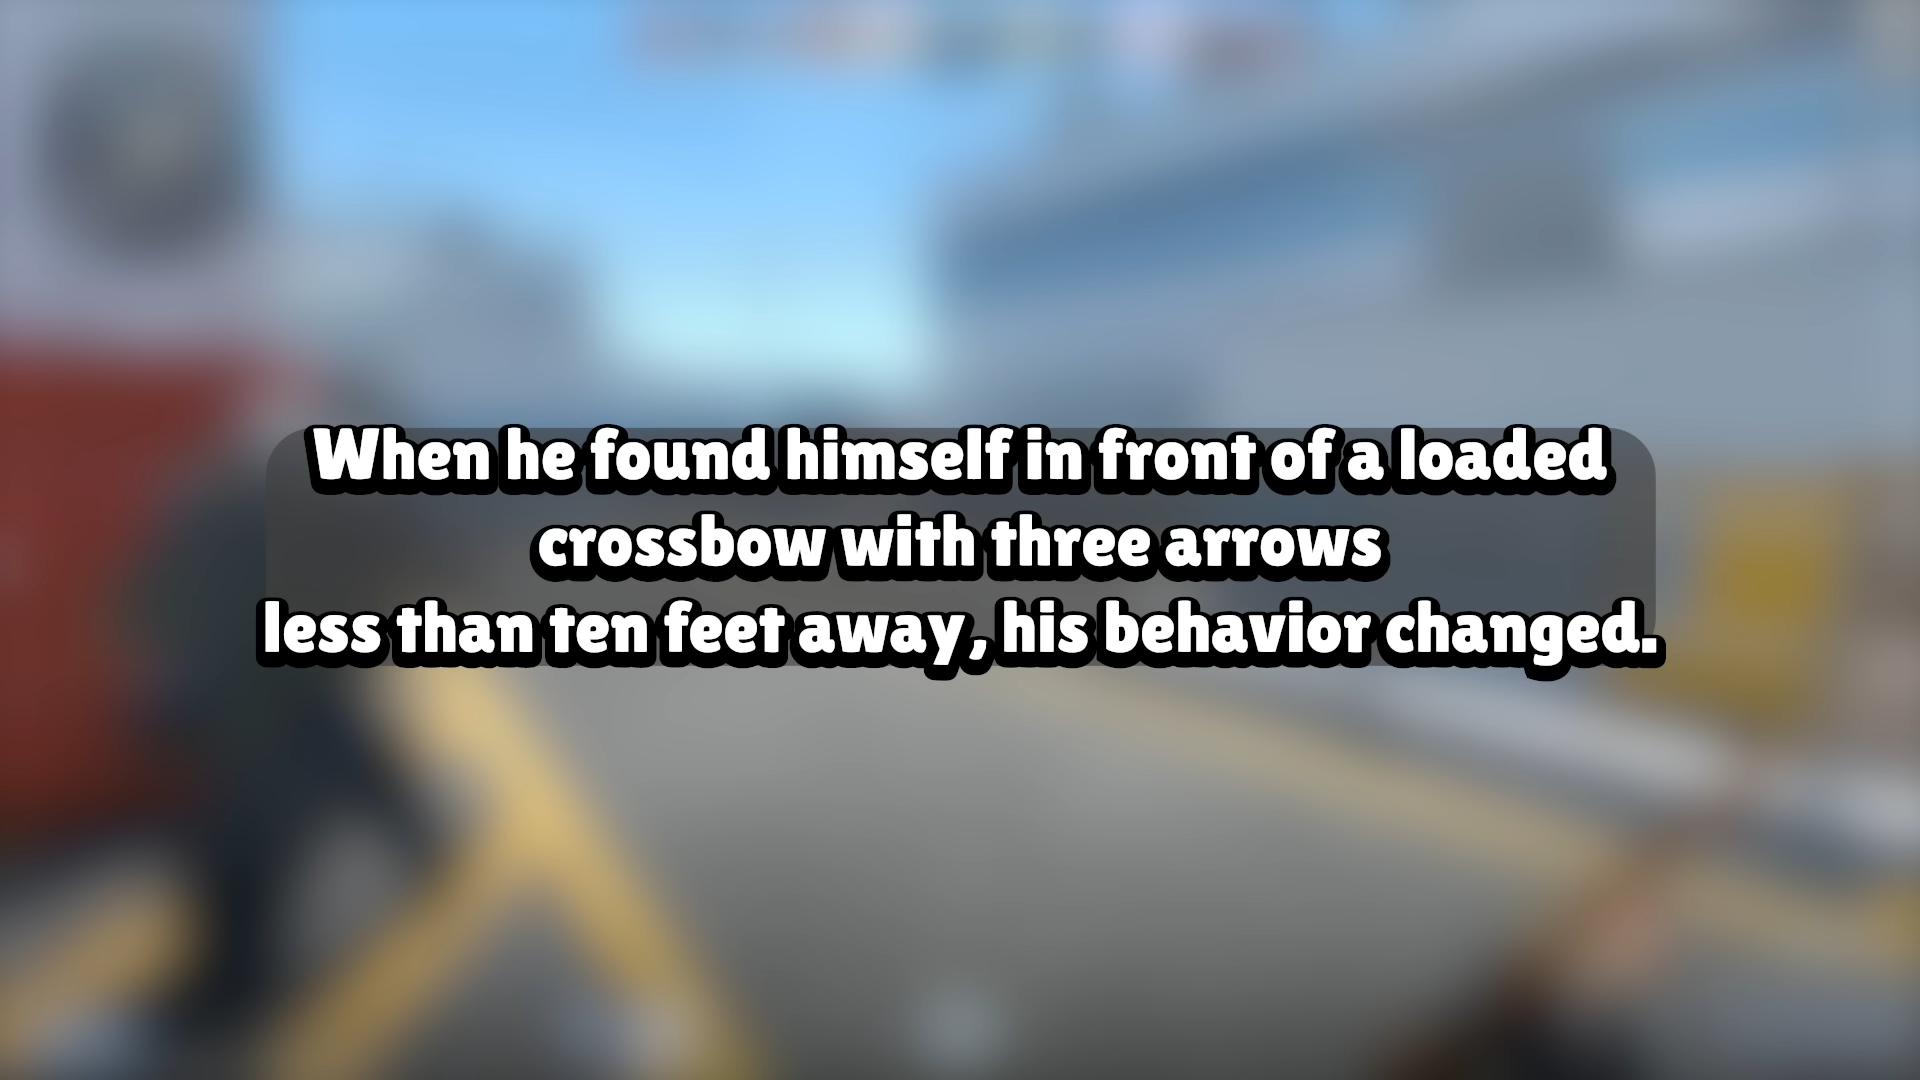 When he found himself in front of a loaded
crossbow with three arrows
less than ten feet away, his behavior changed.